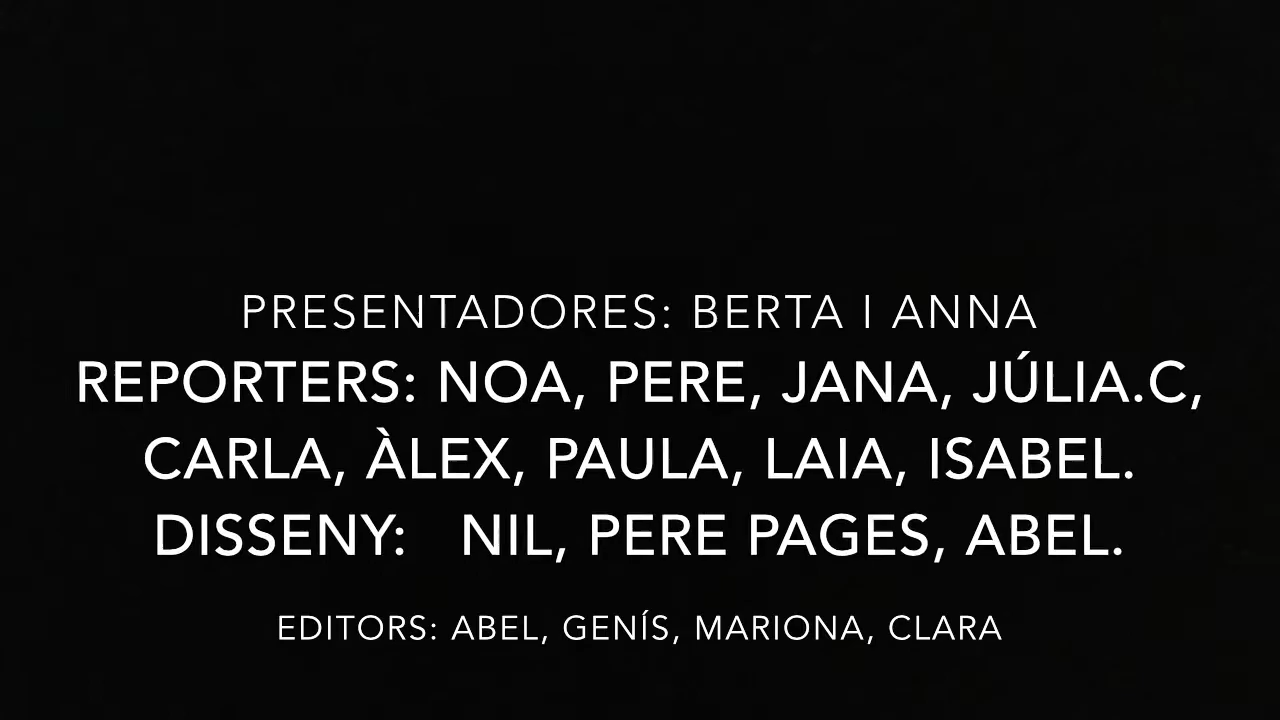 PRESENTADORES: BERTA I ANNA
REPORTERS: NOA, PERE, JANA, JÚLIA.C,
CARLA, ÀLEX, PAULA, LAIA, ISABEL.
DISSENY:   NIL, PERE PAGES, ABEL.
EDITORS: ABEL, GENÍS, MARIONA, CLARA